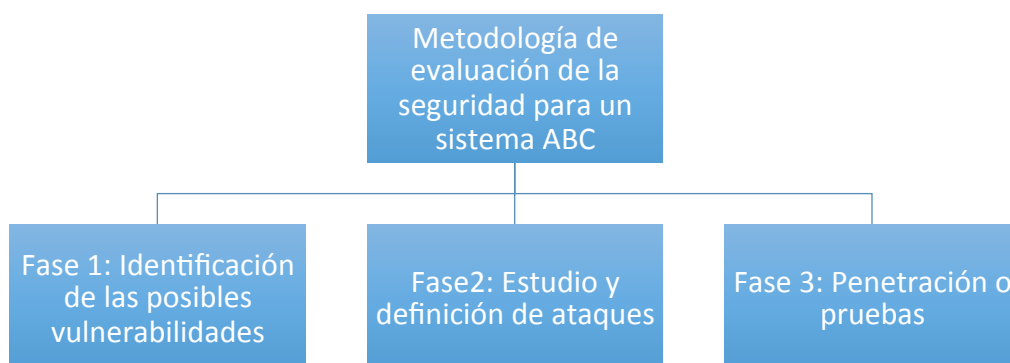 Metodología de
evaluación de la
seguridad para un
sistema ABC
Fase 1: Identificación
de las posibles
vulnerabilidades
Fase2: Estudio y
definición de ataques
Fase 3: Penetración o
pruebas